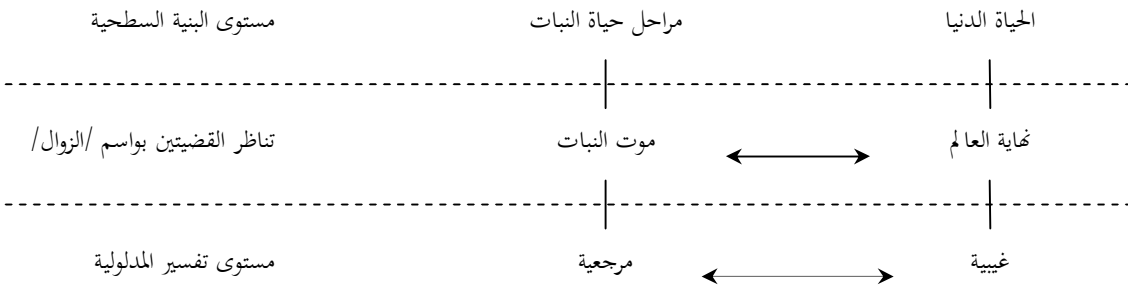 الحياة الدنيا مراحل حياة النبات مستوى البنية السطحية
نهاية العالم موت النبات تناظر القضيتين بواسم /الزوال/
غيبية مرجعية مستوى تفسير المدلولية